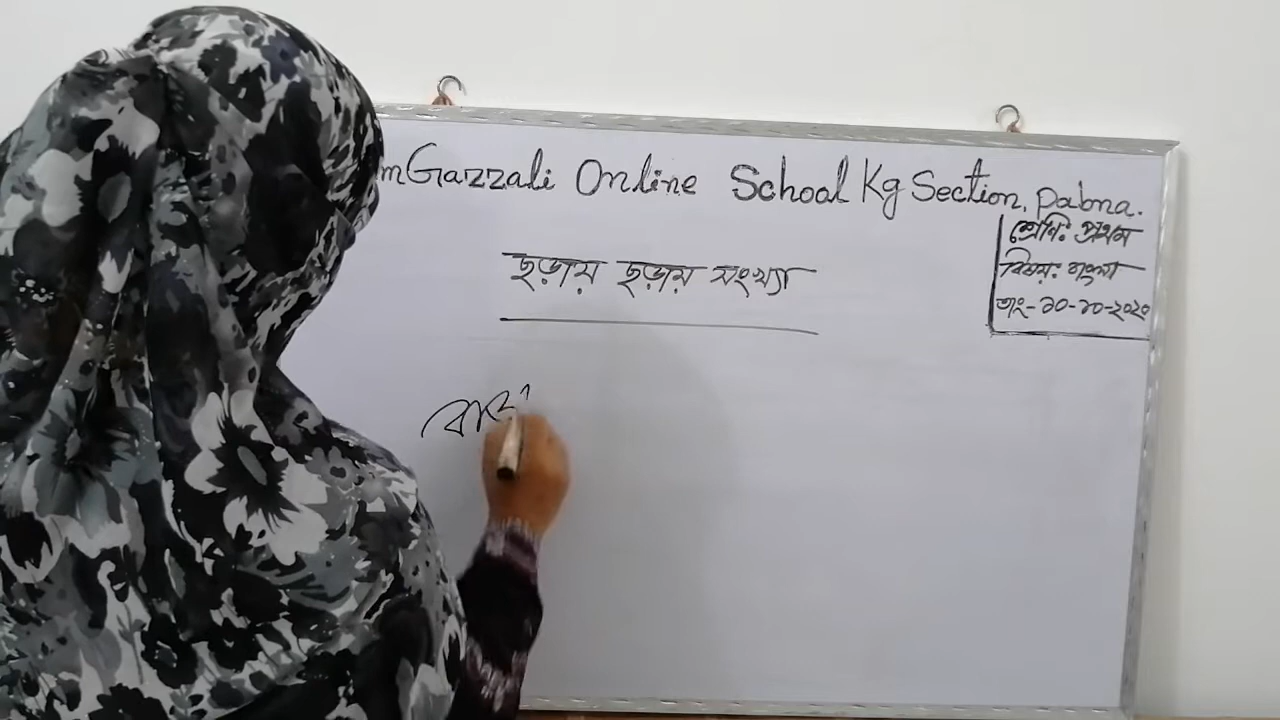 mGazzali Online School Kg Section, Pabna.
শ্রেণি: প্রথম
বিষয়: বাংলা
তাং-১০-১০-২০২০
ছড়ায় ছড়ায় সংখ্যা